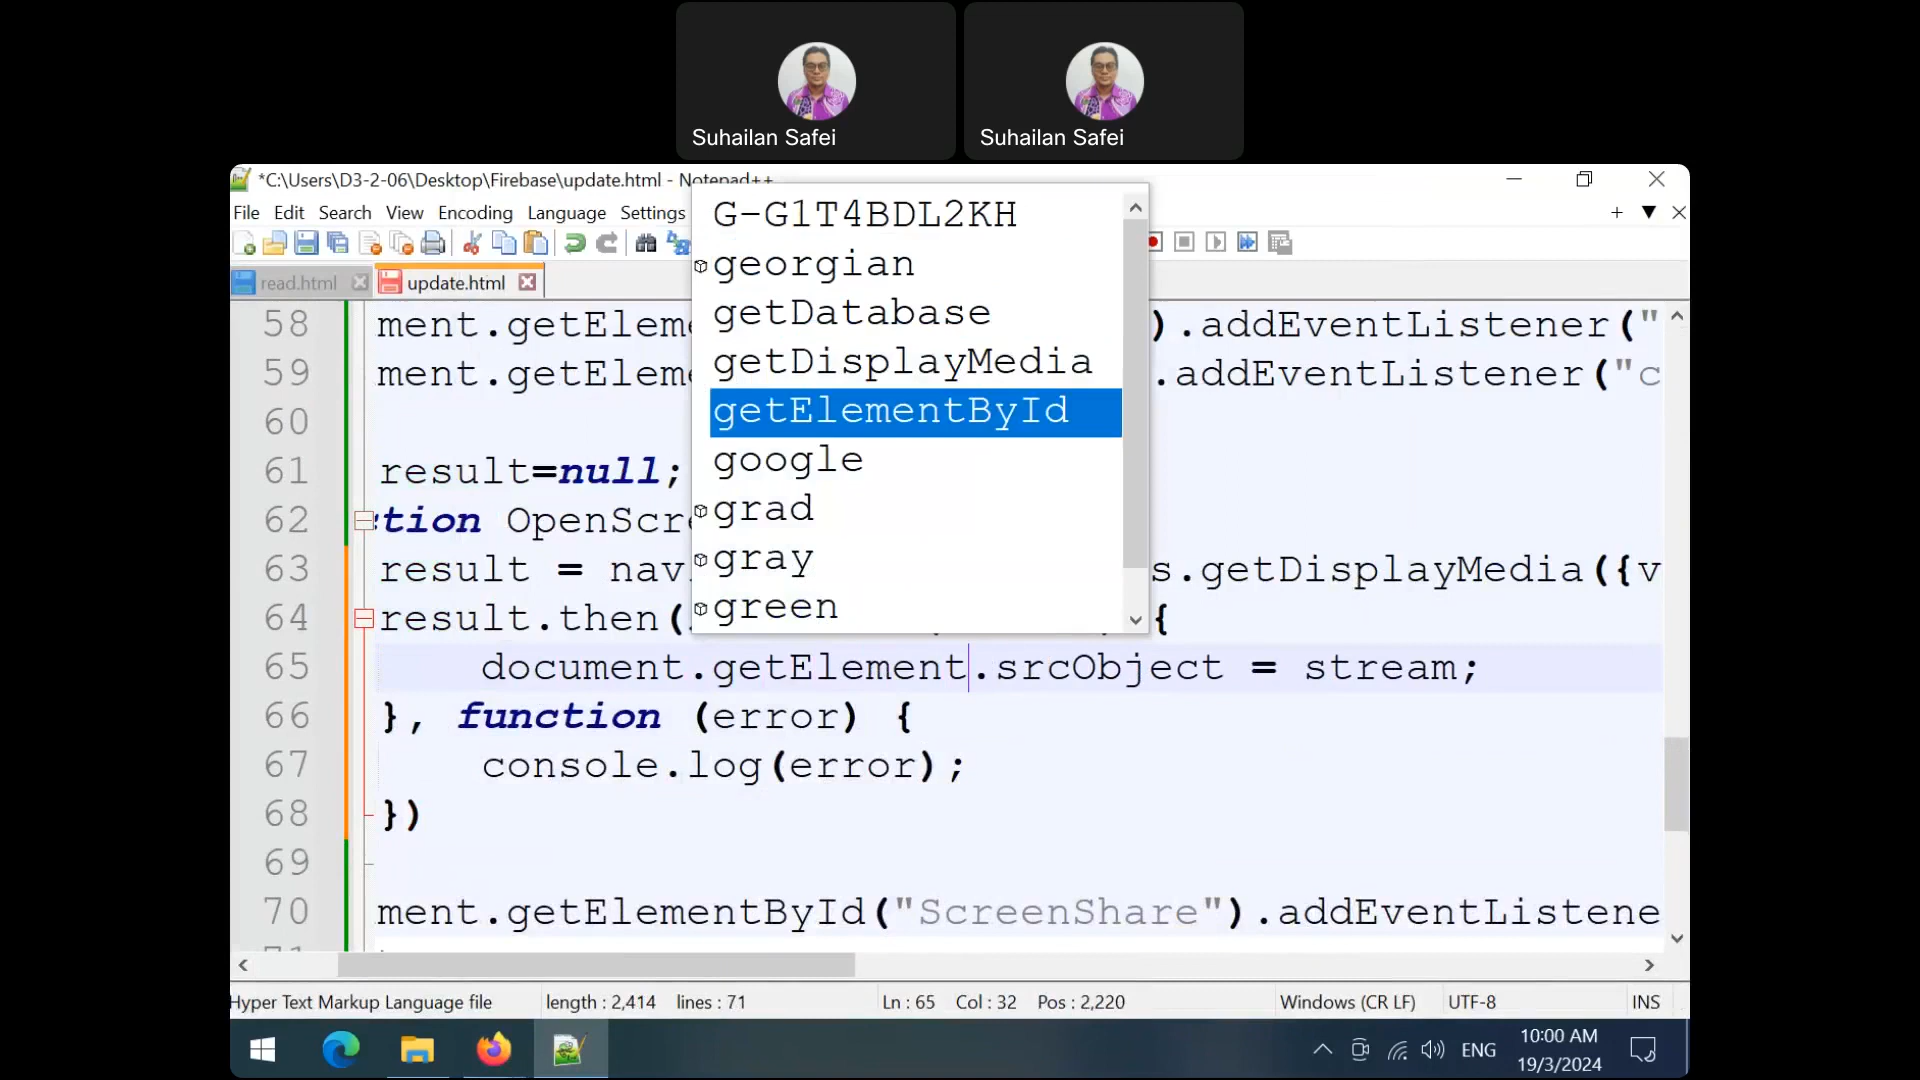 Suhailan Safei
Suhailan Safei
*C:\Users\D3-2-06\Desktop\Firebase\update.html - Notepad++
File Edit Search View Encoding Language Settings
+ ▼
read.html
update.html
G-G1T4BDL2KH
georgian
getDatabase
getDisplayMedia
getElementById
google
grad
gray
green
58 ment.getEleme ).addEventListener("
59 ment.getEleme .addEventListener("c
60
61 result=null;
62 tion OpenScre
63 result = nav s.getDisplayMedia({v
64 result.then( {
65 document.getElement.srcObject = stream;
66 }, function (error) {
67 console.log(error);
68 })
69
70 ment.getElementById("ScreenShare").addEventListene
Hyper Text Markup Language file length : 2,414 lines : 71 Ln : 65 Col : 32 Pos : 2,220 Windows (CR LF) UTF-8 INS
ENG
10:00 AM
19/3/2024